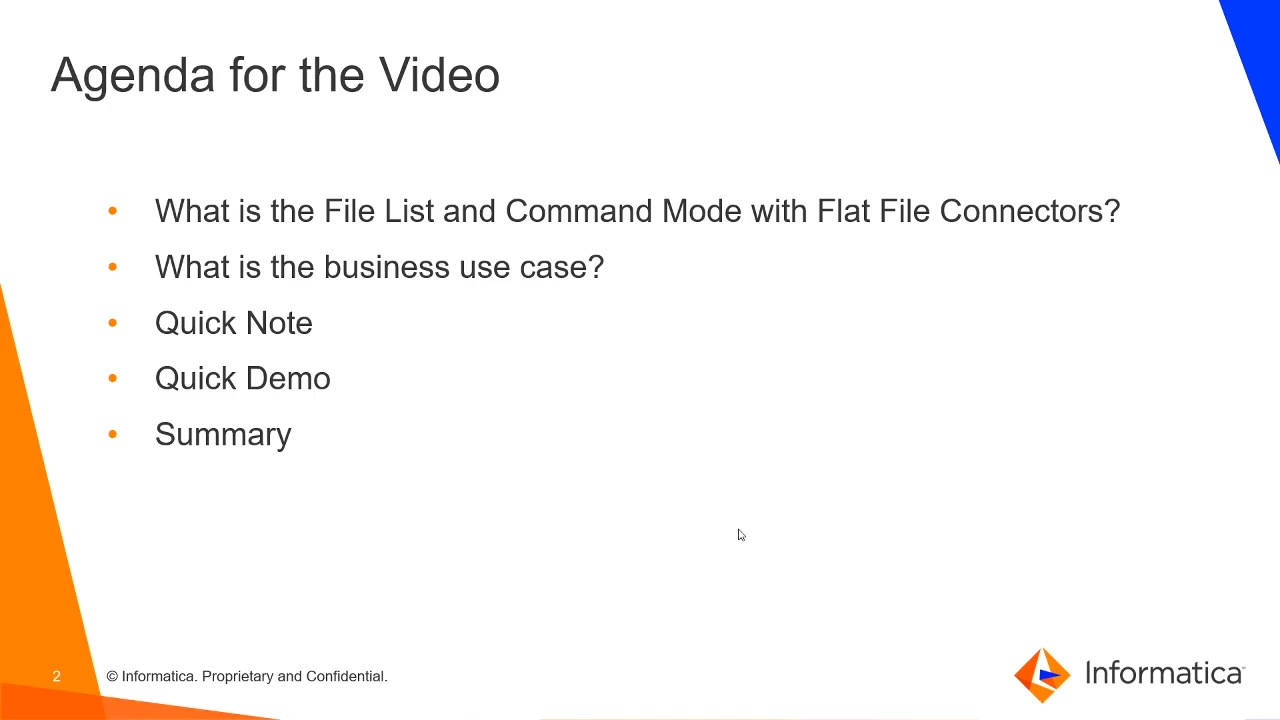 Agenda for the Video
• What is the File List and Command Mode with Flat File Connectors?
• What is the business use case?
• Quick Note
• Quick Demo
• Summary
2 © Informatica. Proprietary and Confidential.
Informatica™